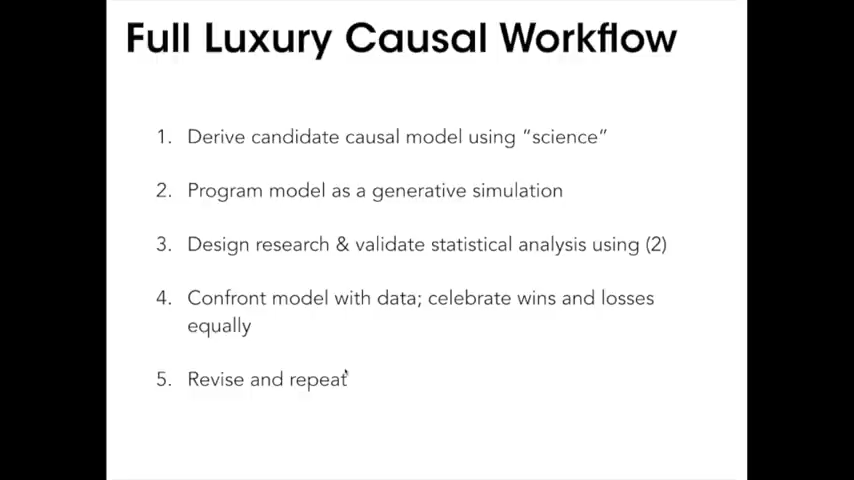 Full Luxury Causal Workflow
1. Derive candidate causal model using “science”
2. Program model as a generative simulation
3. Design research & validate statistical analysis using (2)
4. Confront model with data; celebrate wins and losses
equally
5. Revise and repeat